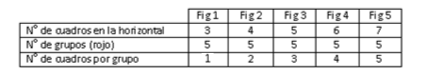 Fig 1 Fig 2 Fig 3 Fig 4 Fig 5
N° de cuadros en la horizontal 3 4 5 6 7
N° de grupos (rojo) 5 5 5 5 5
N° de cuadros por grupo 1 2 3 4 5